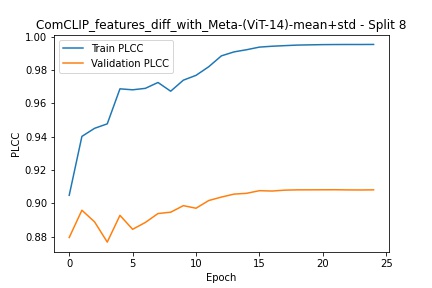 ComCLIP_features_diff_with_Meta-(ViT-14)-mean+std - Split 8
Train PLCC
Validation PLCC
PLCC
1.00
0.98
0.96
0.94
0.92
0.90
0.88
0 5 10 15 20 25
Epoch